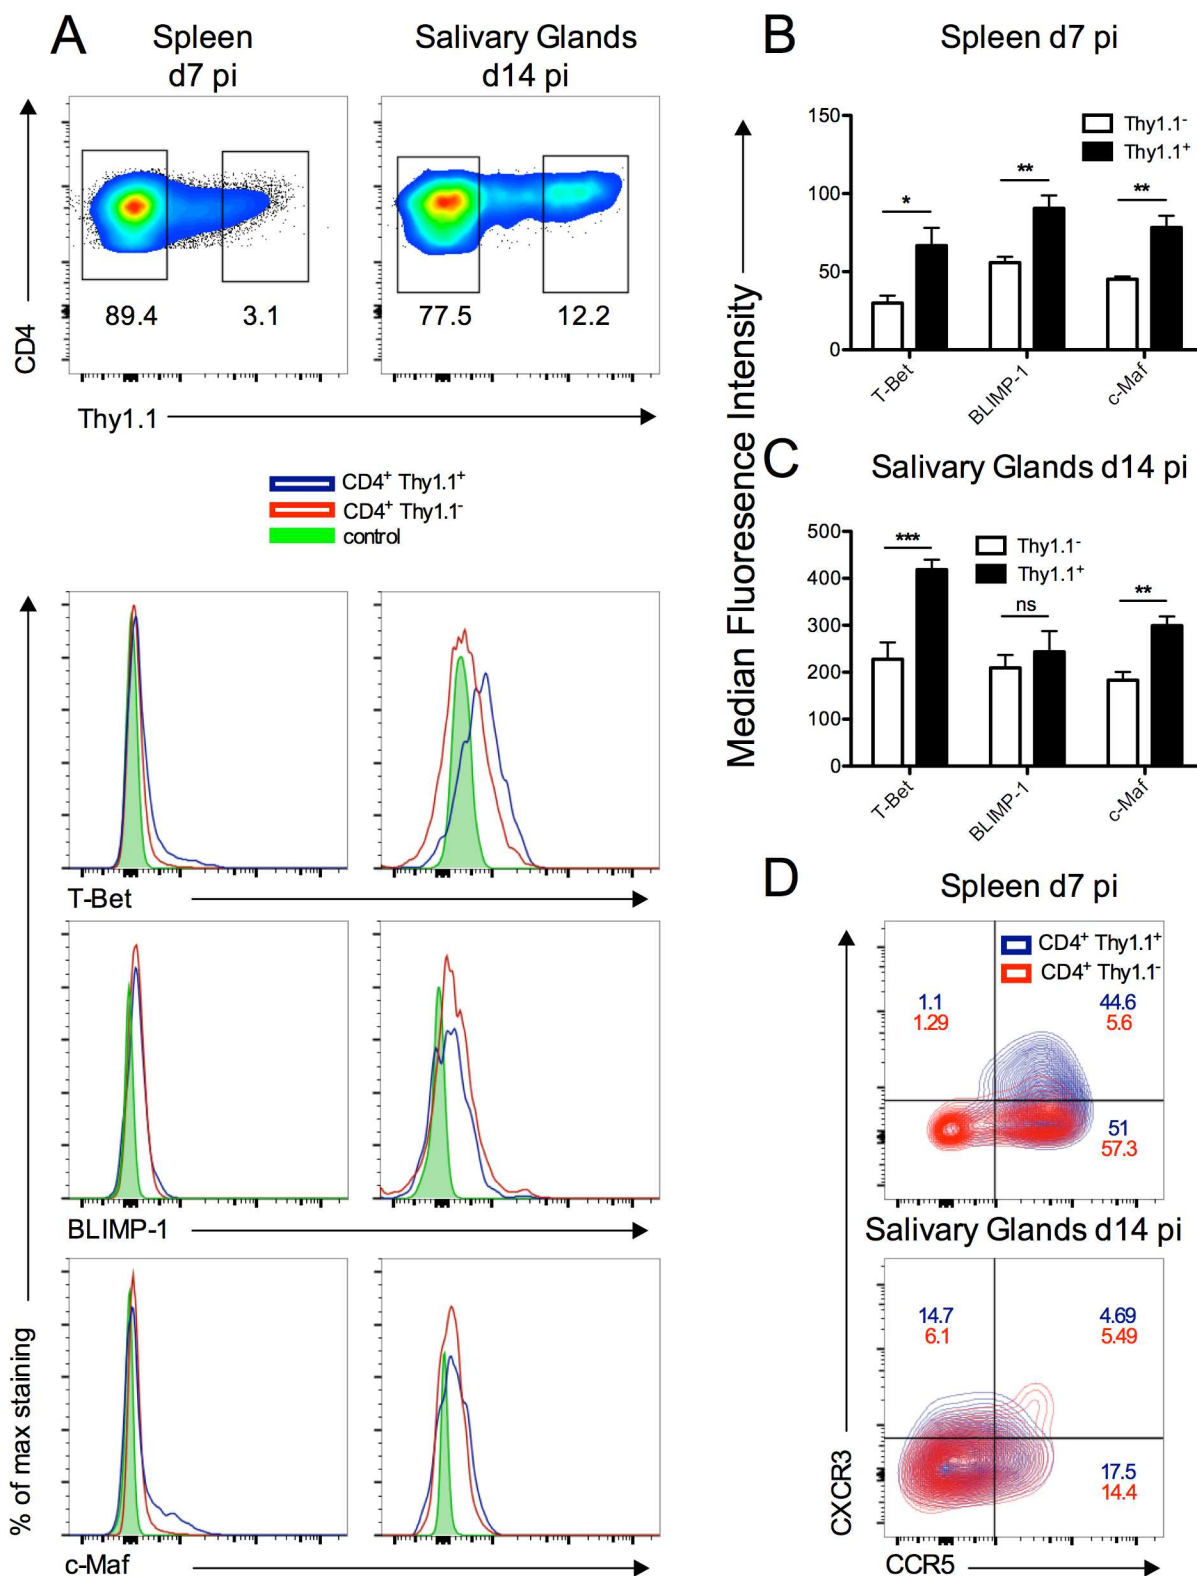 A
Spleen
d7 pi
Salivary Glands
d14 pi
CD4
89.4
3.1
77.5
12.2
Thy1.1
CD4+ Thy1.1+
CD4+ Thy1.1-
control
% of max staining
T-Bet
BLIMP-1
c-Maf
Median Fluoresence Intensity
B
Spleen d7 pi
150
100
50
0
Thy1.1-
Thy1.1+
*
**
**
T-Bet
BLIMP-1
c-Maf
C
Salivary Glands d14 pi
500
400
300
200
100
0
Thy1.1-
Thy1.1+
***
ns
**
T-Bet
BLIMP-1
c-Maf
D
Spleen d7 pi
CD4+ Thy1.1+
CD4+ Thy1.1-
1.1
1.29
44.6
5.6
51
57.3
Salivary Glands d14 pi
14.7
6.1
4.69
5.49
17.5
14.4
CXCR3
CCR5